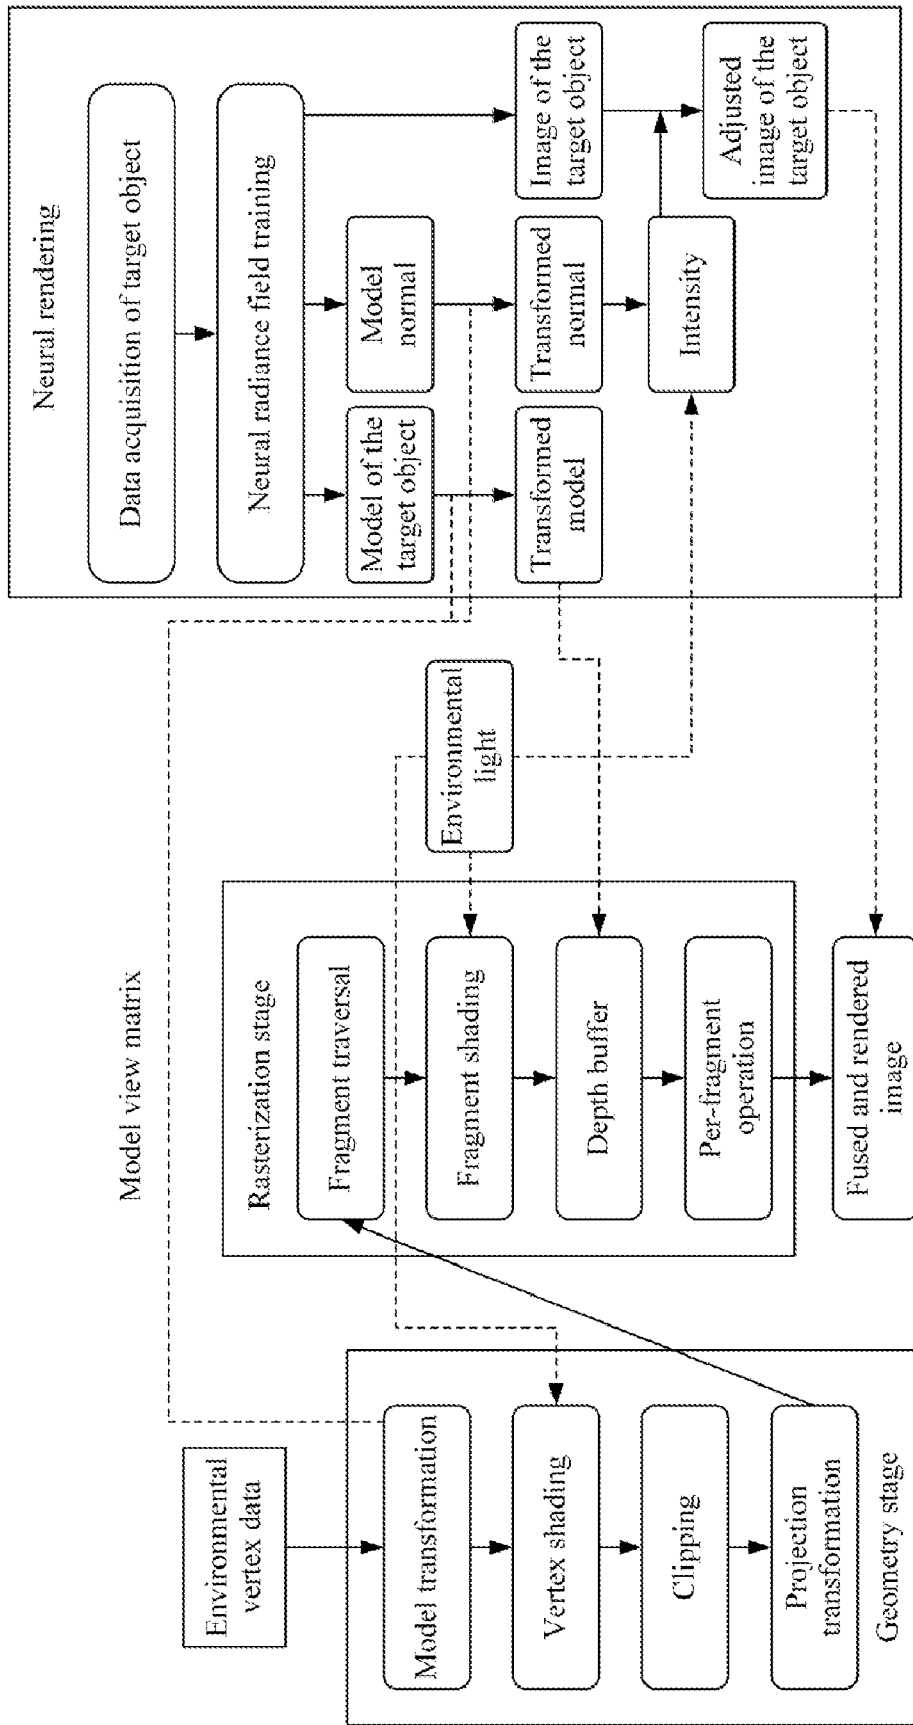 Environmental
vertex data
Model transformation
Vertex shading
Clipping
Projection
transformation
Geometry stage
Model view matrix
Rasterization stage
Fragment traversal
Fragment shading
Depth buffer
Per-fragment
operation
Fused and rendered
image
Environmental
light
Neural rendering
Data acquisition of target object
Neural radiance field training
Model of the
target object
Model
normal
Transformed
model
Transformed
normal
Image of the
target object
Intensity
Adjusted
image of the
target object